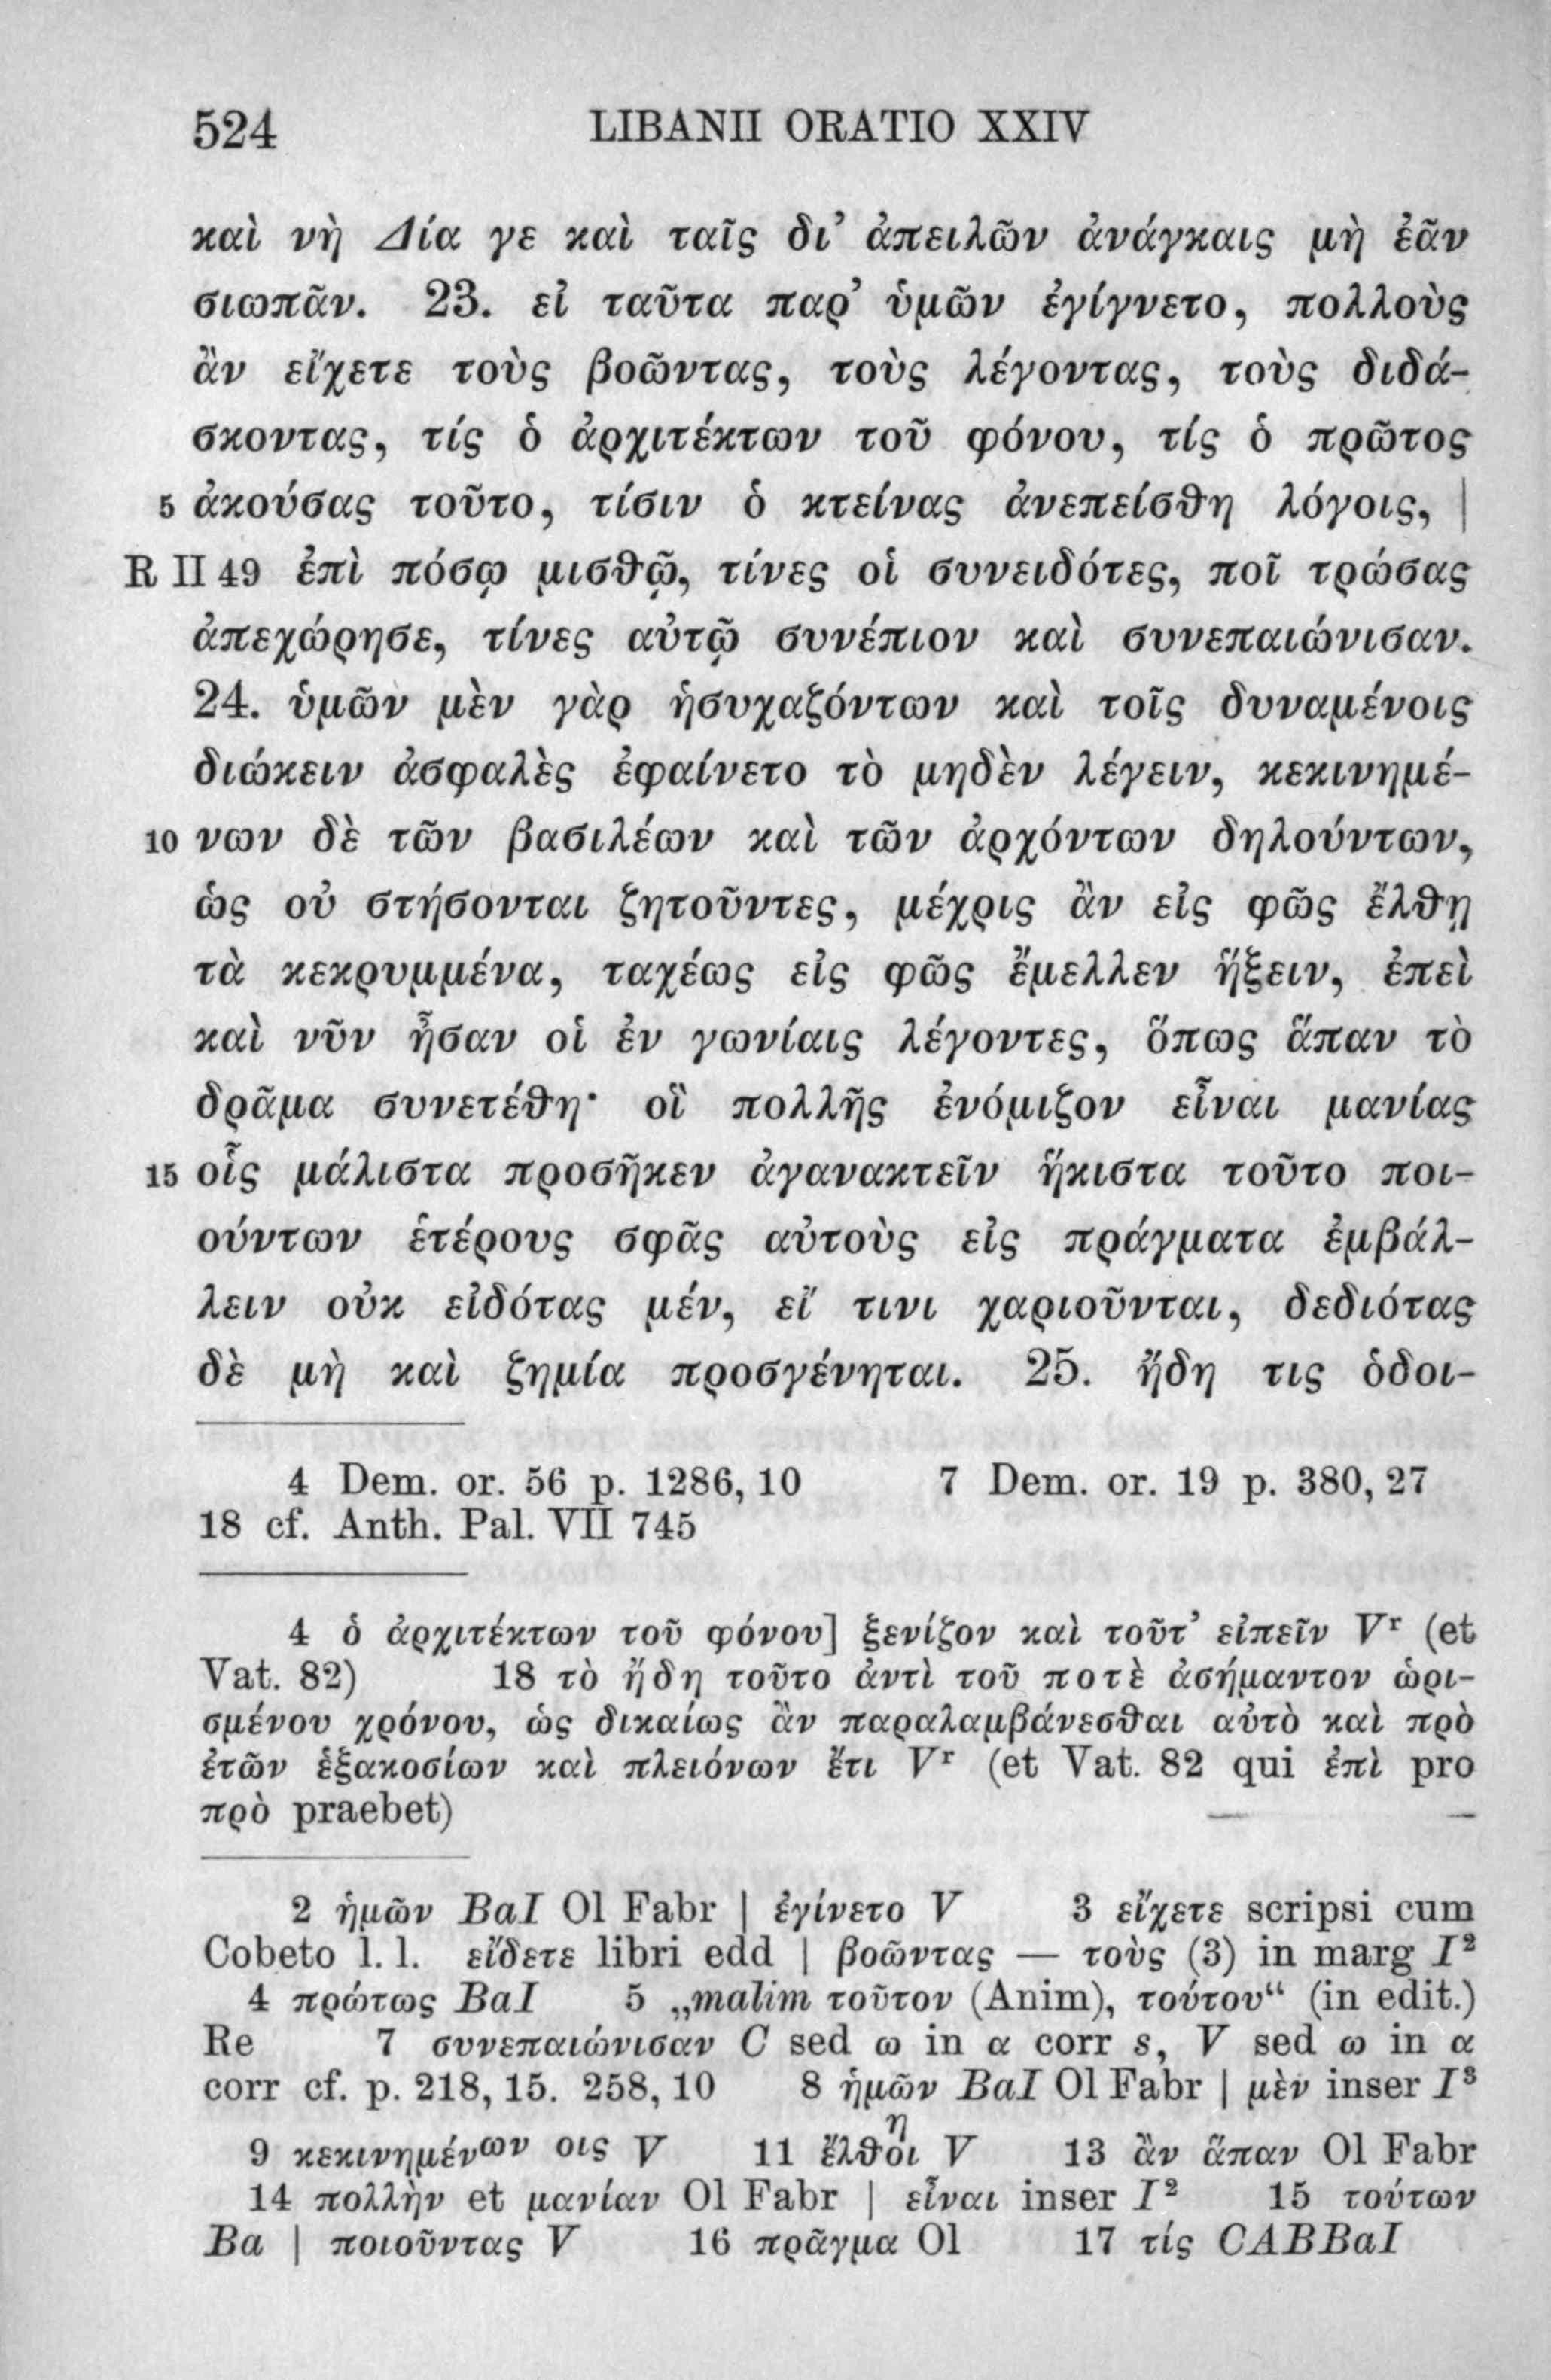 524 LIBANII ORATIO XXIV
καὶ νὴ Δία γε καὶ ταῖς δι’ ἀπειλῶν ἀνάγκαις μὴ ἐᾶν
σιωπᾶν. 23. εἰ ταῦτα παρ’ ὑμῶν ἐγίγνετο, πολλοὺς
ἂν εἴχετε τοὺς βοῶντας, τοὺς λέγοντας, τοὺς διδά-
σκοντας, τίς ὁ ἀρχιτέκτων τοῦ φόνου, τίς ὁ πρῶτος
5 ἀκούσας τοῦτο, τίσιν ὁ κτείνας ἀνεπείσθη λόγοις, |
R II 49 ἐπὶ πόσῳ μισθῷ, τίνες οἱ συνειδότες, ποῖ τρώσας
ἀπεχώρησε, τίνες αὐτῷ συνέπιον καὶ συνεπαιώνισαν.
24. ὑμῶν μὲν γὰρ ἡσυχαζόντων καὶ τοῖς δυναμένοις
διώκειν ἀσφαλὲς ἐφαίνετο τὸ μηδὲν λέγειν, κεκινημέ-
10 νων δὲ τῶν βασιλέων καὶ τῶν ἀρχόντων δηλούντων,
ὡς οὐ στήσονται ζητοῦντες, μέχρις ἂν εἰς φῶς ἔλθῃ
τὰ κεκρυμμένα, ταχέως εἰς φῶς ἔμελλεν ἥξειν, ἐπεὶ
καὶ νῦν ἦσαν οἱ ἐν γωνίαις λέγοντες, ὅπως ἅπαν τὸ
δρᾶμα συνετέθη· οἳ πολλῆς ἐνόμιζον εἶναι μανίας
15 οἷς μάλιστα προσῆκεν ἀγανακτεῖν ἥκιστα τοῦτο ποι-
ούντων ἑτέρους σφᾶς αὐτοὺς εἰς πράγματα ἐμβάλ-
λειν οὐκ εἰδότας μέν, εἴ τινι χαριοῦνται, δεδιότας
δὲ μὴ καὶ ζημία προσγένηται. 25. ἤδη τις ὁδοι-
4 Dem. or. 56 p. 1286, 10 7 Dem. or. 19 p. 380, 27
18 cf. Anth. Pal. VII 745
4 ὁ ἀρχιτέκτων τοῦ φόνου] ξενίζον καὶ τοῦτ’ εἰπεῖν Vʳ (et
Vat. 82) 18 τὸ ἤδη τοῦτο ἀντὶ τοῦ ποτὲ ἀσήμαντον ὡρι-
σμένου χρόνου, ὡς δικαίως ἂν παραλαμβάνεσθαι αὐτὸ καὶ πρὸ
ἐτῶν ἑξακοσίων καὶ πλειόνων ἔτι Vʳ (et Vat. 82 qui ἐπὶ pro
πρὸ praebet)
2 ἡμῶν BaI Ol Fabr | ἐγίνετο V 3 εἴχετε scripsi cum
Cobeto l. l. εἴδετε libri edd | βοῶντας — τοὺς (3) in marg I²
4 πρώτως BaI 5 „malim τοῦτον (Anim), τούτου“ (in edit.)
Re 7 συνεπαιώνισαν C sed ω in α corr s, V sed ω in α
corr cf. p. 218, 15. 258, 10 8 ἡμῶν BaI Ol Fabr | μὲν inser I³
9 κεκινημένων οις V 11 ἔλθοι η V 13 ἂν ἅπαν Ol Fabr
14 πολλὴν et μανίαν Ol Fabr | εἶναι inser I² 15 τούτων
Ba | ποιοῦντας V 16 πρᾶγμα Ol 17 τίς CABBaI